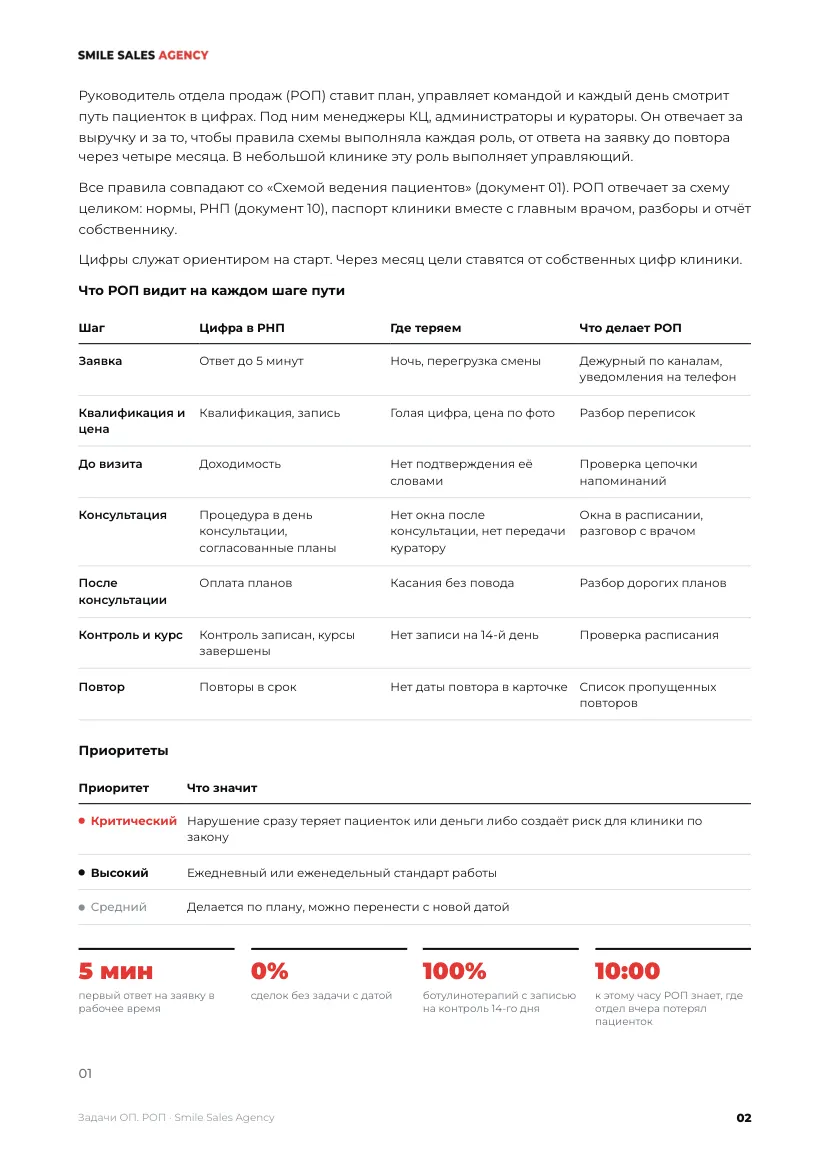 SMILE SALES AGENCY
Руководитель отдела продаж (РОП) ставит план, управляет командой и каждый день смотрит
путь пациенток в цифрах. Под ним менеджеры КЦ, администраторы и кураторы. Он отвечает за
выручку и за то, чтобы правила схемы выполняла каждая роль, от ответа на заявку до повтора
через четыре месяца. В небольшой клинике эту роль выполняет управляющий.
Все правила совпадают со «Схемой ведения пациентов» (документ 01). РОП отвечает за схему
целиком: нормы, РНП (документ 10), паспорт клиники вместе с главным врачом, разборы и отчёт
собственнику.
Цифры служат ориентиром на старт. Через месяц цели ставятся от собственных цифр клиники.
Что РОП видит на каждом шаге пути
Шаг Цифра в РНП Где теряем Что делает РОП
Заявка Ответ до 5 минут Ночь, перегрузка смены Дежурный по каналам,
уведомления на телефон
Квалификация и Квалификация, запись Голая цифра, цена по фото Разбор переписок
цена
До визита Доходимость Нет подтверждения её Проверка цепочки
словами напоминаний
Консультация Процедура в день Нет окна после Окна в расписании,
консультации, консультации, нет передачи разговор с врачом
согласованные планы куратору
После Оплата планов Касания без повода Разбор дорогих планов
консультации
Контроль и курс Контроль записан, курсы Нет записи на 14-й день Проверка расписания
завершены
Повтор Повторы в срок Нет даты повтора в карточке Список пропущенных
повторов
Приоритеты
Приоритет Что значит
Критический Нарушение сразу теряет пациенток или деньги либо создаёт риск для клиники по
закону
Высокий Ежедневный или еженедельный стандарт работы
Средний Делается по плану, можно перенести с новой датой
5 мин 0% 100% 10:00
первый ответ на заявку в сделок без задачи с датой ботулинотерапий с записью к этому часу РОП знает, где
рабочее время на контроль 14-го дня отдел вчера потерял
пациенток
01
Задачи ОП. РОП · Smile Sales Agency 02